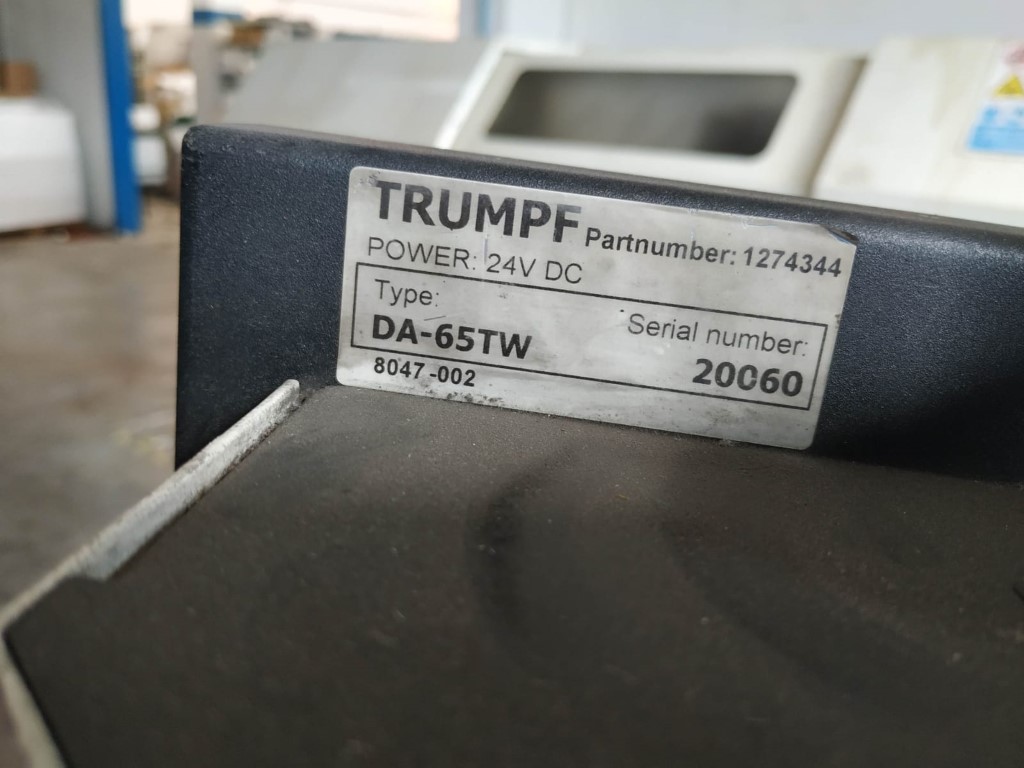 TRUMPF Partnumber: 1274344
POWER: 24V DC
Type: Serial number:
DA-65TW 20060
8047-002